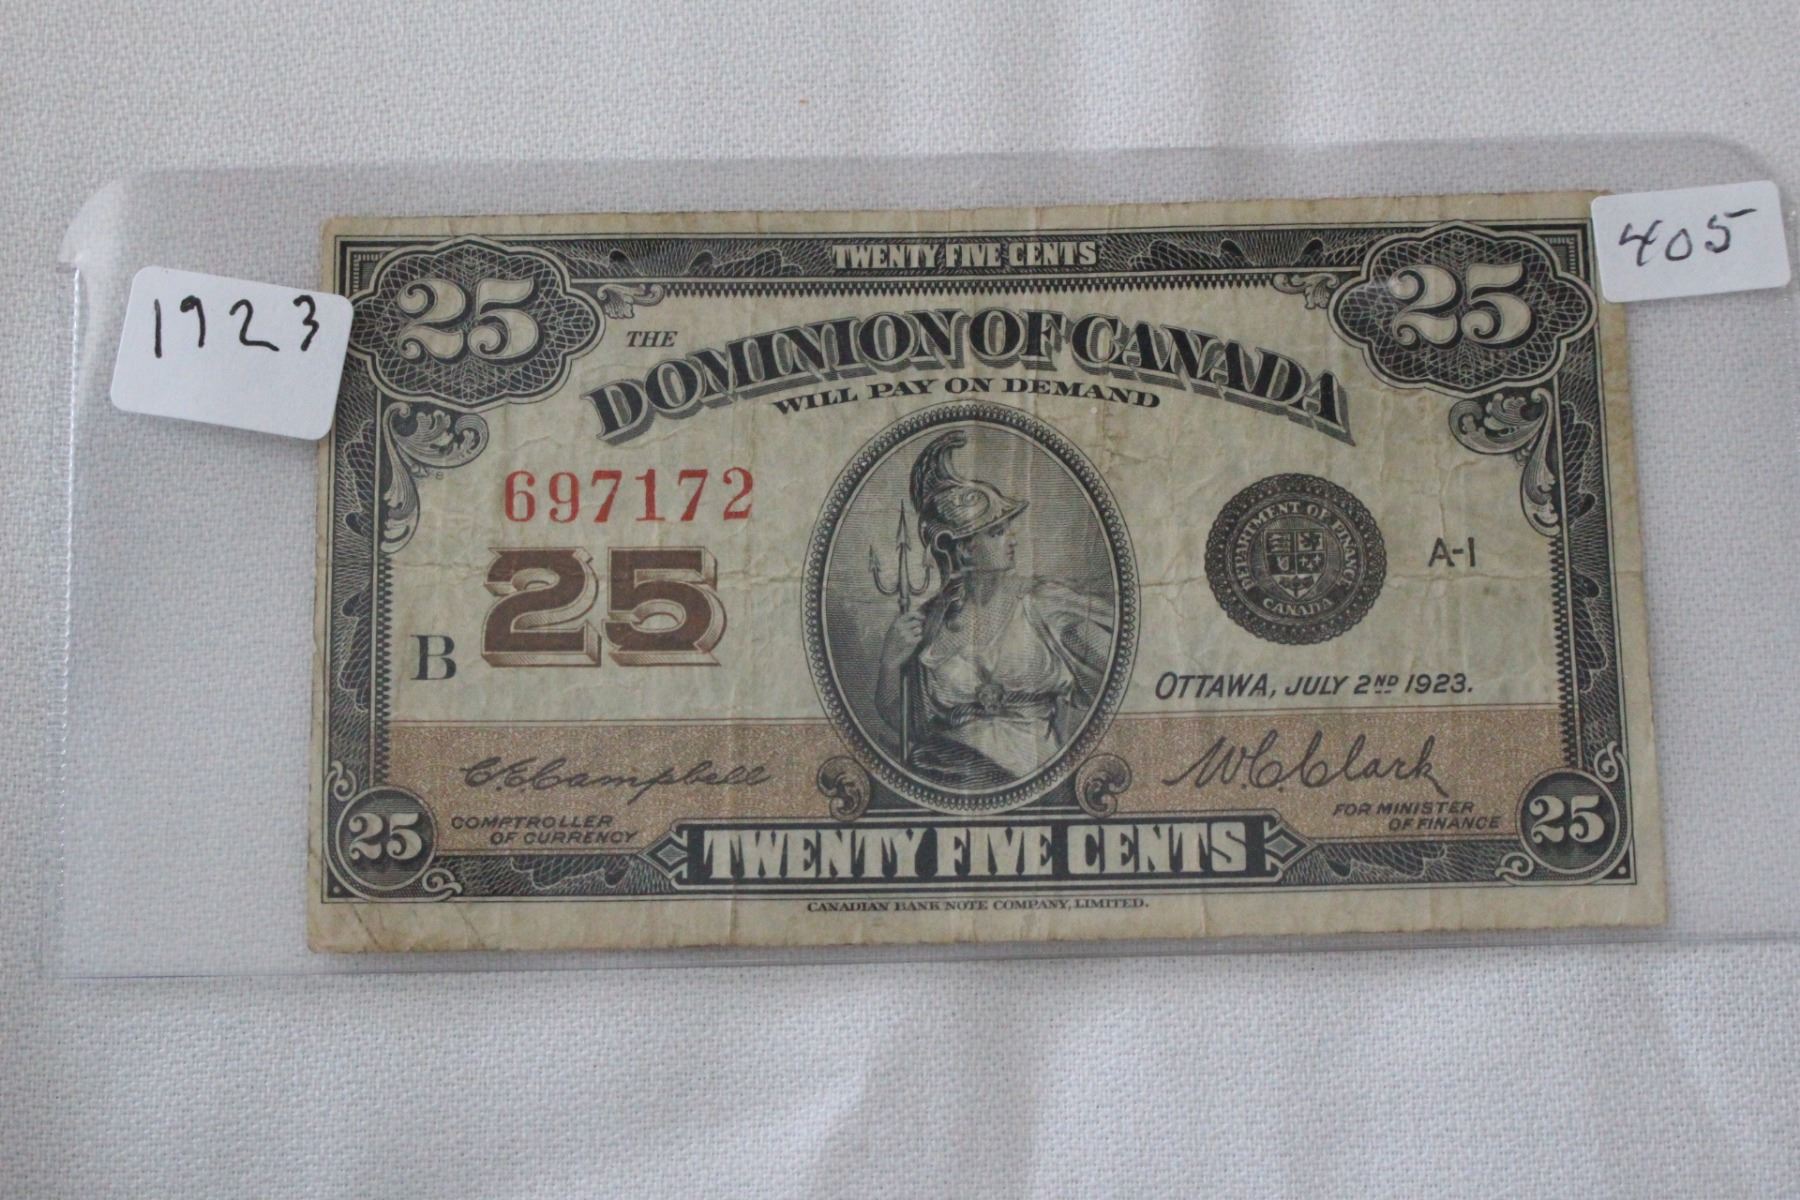 TWENTY FIVE CENTS
1923
405
25
25
THE
DOMINION OF CANADA
WILL PAY ON DEMAND
697172
25
B
DEPARTMENT OF FINANCE
CANADA
A-1
OTTAWA, JULY 2ND 1923.
C.E. Campbell
W.C. Clark
COMPTROLLER
OF CURRENCY
FOR MINISTER
OF FINANCE
25
TWENTY FIVE CENTS
25
CANADIAN BANK NOTE COMPANY, LIMITED.